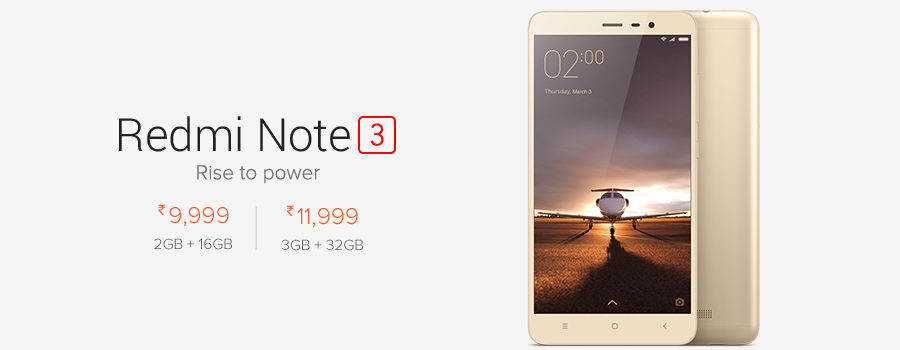 Redmi Note 3
Rise to power
₹9,999
₹11,999
2GB + 16GB
3GB + 32GB
02:00
Thursday, March 3